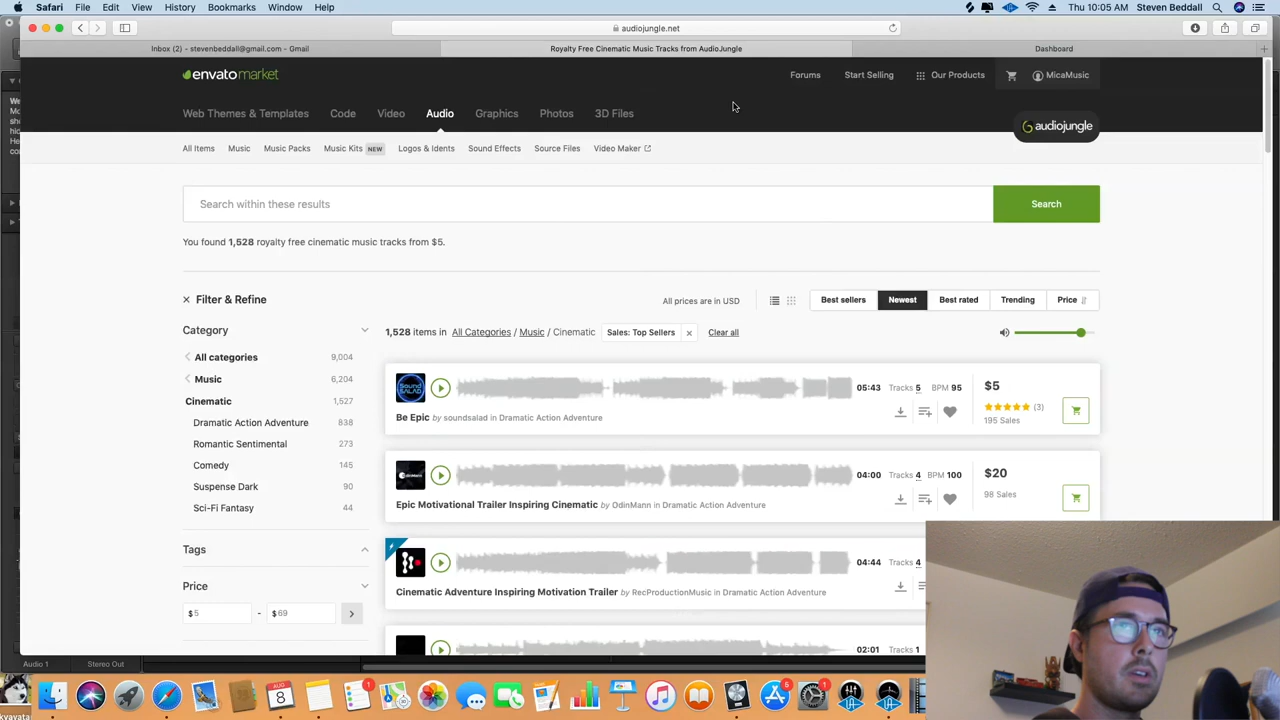 Safari File Edit View History Bookmarks Audio Window Help
Thu 10:05 AM Steven Beddall
audiojungle.net
Inbox (2) - stevenbeddall@gmail.com - Gmail
Royalty Free Cinematic Music Tracks from AudioJungle
Dashboard
envatomarket
Forums Start Selling Our Products MicaMusic
Web Themes & Templates Code Video Audio Graphics Photos 3D Files
audiojungle
All Items Music Music Packs Music Kits NEW Logos & Idents Sound Effects Source Files Video Maker
Search within these results
Search
You found 1,528 royalty free cinematic music tracks from $5.
Filter & Refine
All prices are in USD
Best sellers Newest Best rated Trending Price
Category
1,528 items in All Categories / Music / Cinematic Sales: Top Sellers × Clear all
All categories 9,004
Music 6,204
Cinematic 1,527
Dramatic Action Adventure 838
Romantic Sentimental 273
Comedy 145
Suspense Dark 90
Sci-Fi Fantasy 44
Tags
Price
$5 - $69
SOUND SALAD
05:43 Tracks 5 BPM 95
$5
(3)
195 Sales
Be Epic by soundsalad in Dramatic Action Adventure
04:00 Tracks 4 BPM 100
$20
98 Sales
Epic Motivational Trailer Inspiring Cinematic by OdinMann in Dramatic Action Adventure
04:44 Tracks 4
Cinematic Adventure Inspiring Motivation Trailer by RecProductionMusic in Dramatic Action Adventure
02:01 Tracks 1
Audio 1 Stereo Out
AUG
8
1
5
1